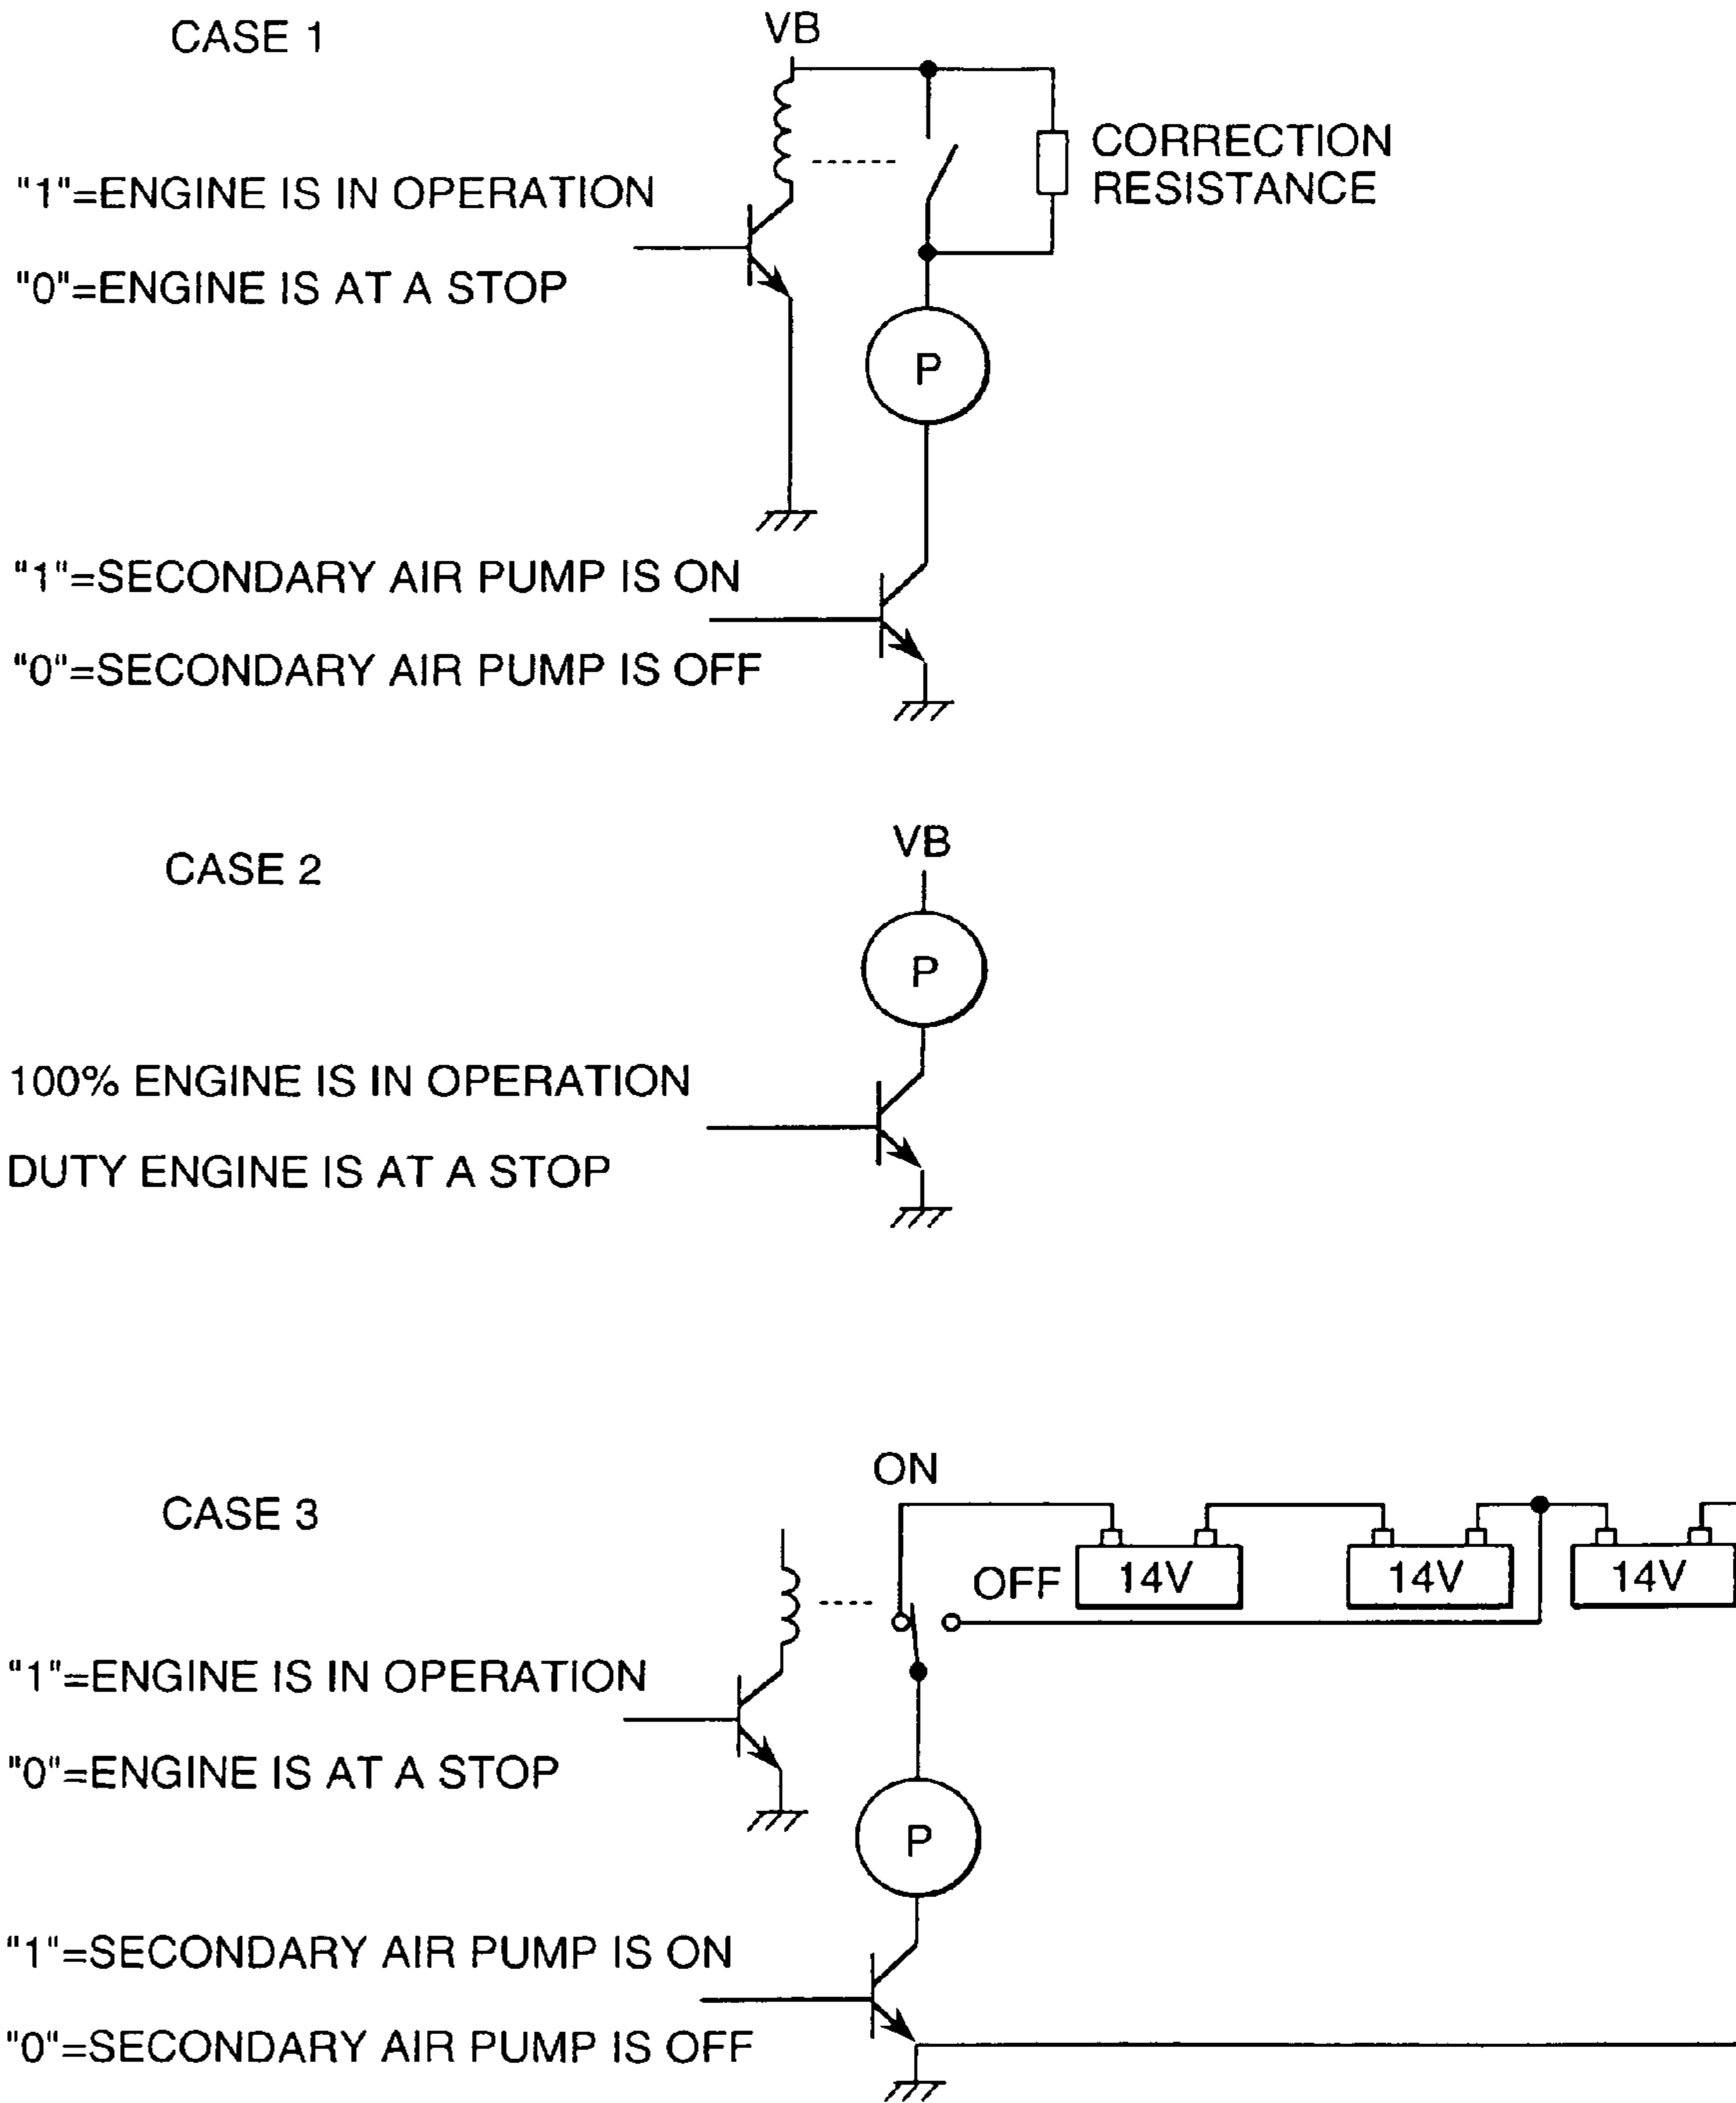 CASE 1
VB
CORRECTION
RESISTANCE
"1"=ENGINE IS IN OPERATION
"0"=ENGINE IS AT A STOP
P
"1"=SECONDARY AIR PUMP IS ON
"0"=SECONDARY AIR PUMP IS OFF
CASE 2
VB
P
100% ENGINE IS IN OPERATION
DUTY ENGINE IS AT A STOP
CASE 3
ON
OFF
14V
14V
14V
"1"=ENGINE IS IN OPERATION
"0"=ENGINE IS AT A STOP
P
"1"=SECONDARY AIR PUMP IS ON
"0"=SECONDARY AIR PUMP IS OFF